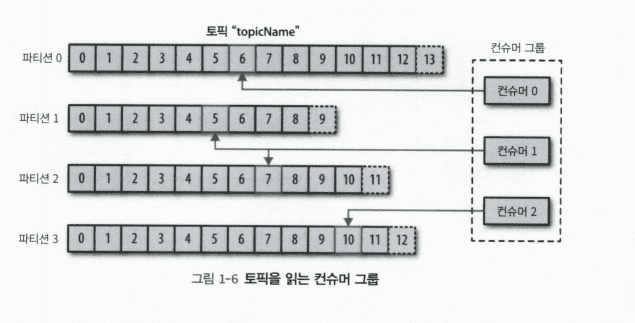 토픽 “topicName”
컨슈머 그룹
파티션 0 0 1 2 3 4 5 6 7 8 9 10 11 12 13
컨슈머 0
파티션 1 0 1 2 3 4 5 6 7 8 9
컨슈머 1
파티션 2 0 1 2 3 4 5 6 7 8 9 10 11
컨슈머 2
파티션 3 0 1 2 3 4 5 6 7 8 9 10 11 12
그림 1-6 토픽을 읽는 컨슈머 그룹